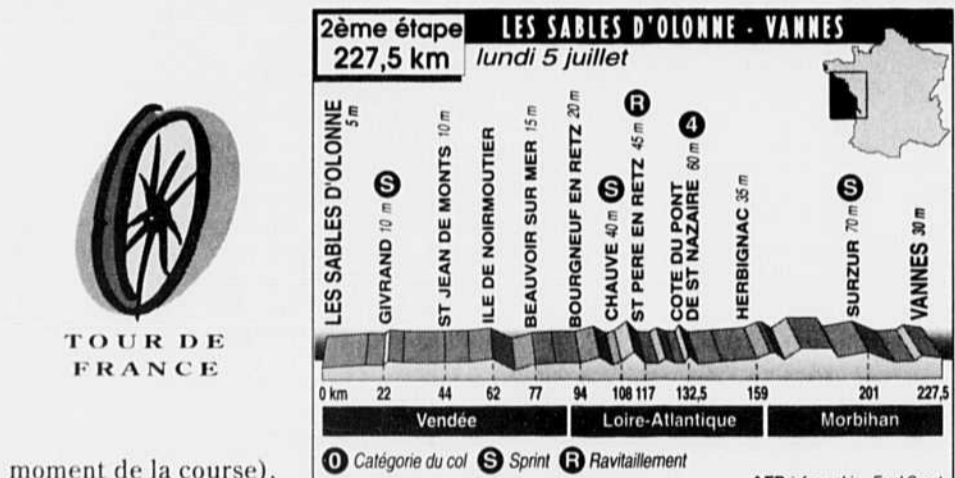 TOUR DE
FRANCE
moment de la course).
2ème étape
227,5 km
LES SABLES D'OLONNE - VANNES
lundi 5 juillet
LES SABLES D'OLONNE 5 m
GIVRAND 10 m S
ST JEAN DE MONTS 10 m
ILE DE NOIRMOUTIER
BEAUVOIR SUR MER 15 m
BOURGNEUF EN RETZ 20 m
CHAUVE 40 m S
ST PERE EN RETZ 45 m R
COTE DU PONT
DE ST NAZAIRE 60 m 4
HERBIGNAC 35 m
SURZUR 70 m S
VANNES 30 m
0 km 22 44 62 77 94 108 117 132,5 159 201 227,5
Vendée Loire-Atlantique Morbihan
0 Catégorie du col S Sprint R Ravitaillement